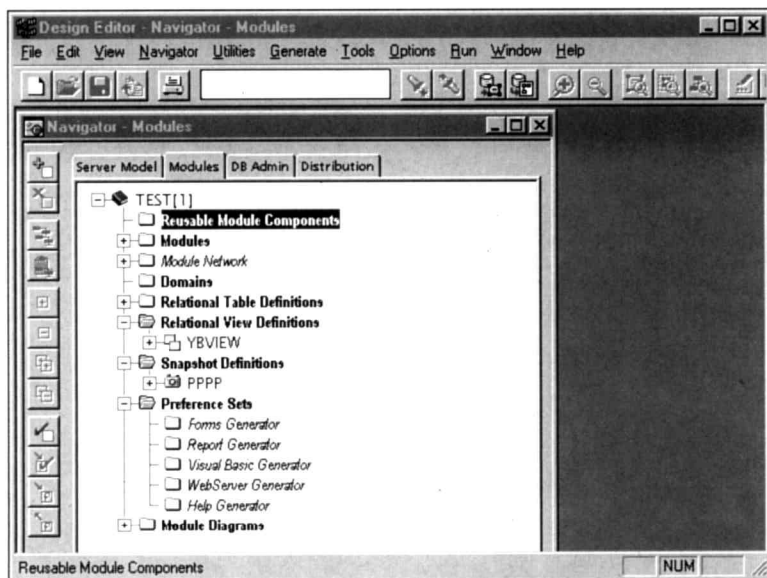 Design Editor - Navigator - Modules
File Edit View Navigator Utilities Generate Tools Options Run Window Help
Navigator - Modules
Server Model Modules DB Admin Distribution
TEST[1]
Reusable Module Components
Modules
Module Network
Domains
Relational Table Definitions
Relational View Definitions
YBVIEW
Snapshot Definitions
PPPP
Preference Sets
Forms Generator
Report Generator
Visual Basic Generator
WebServer Generator
Help Generator
Module Diagrams
Reusable Module Components NUM